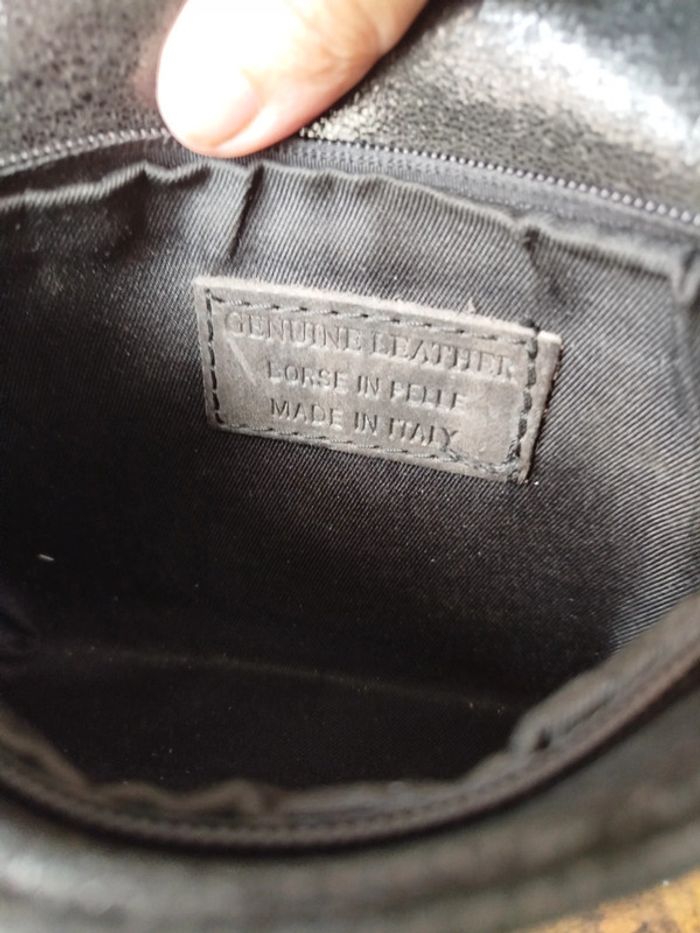 GENUINE LEATHER
BORSE IN PELLE
MADE IN ITALY